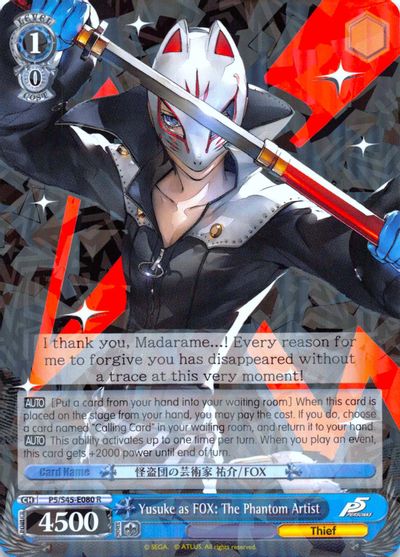 LEVEL
1
0
COST
I thank you, Madarame...! Every reason for
me to forgive you has disappeared without
a trace at this very moment!
AUTO [Put a card from your hand into your waiting room] When this card is
placed on the stage from your hand, you may pay the cost. If you do, choose
a card named "Calling Card" in your waiting room, and return it to your hand.
AUTO This ability activates up to one time per turn. When you play an event,
this card gets +2000 power until end of turn.
Card Name 怪盗団の芸術家 祐介/FOX
CH P5/S45-E080 R
4500
Yusuke as FOX: The Phantom Artist
P5
PERSONA5
Thief
© SEGA. © ATLUS. All rights reserved.